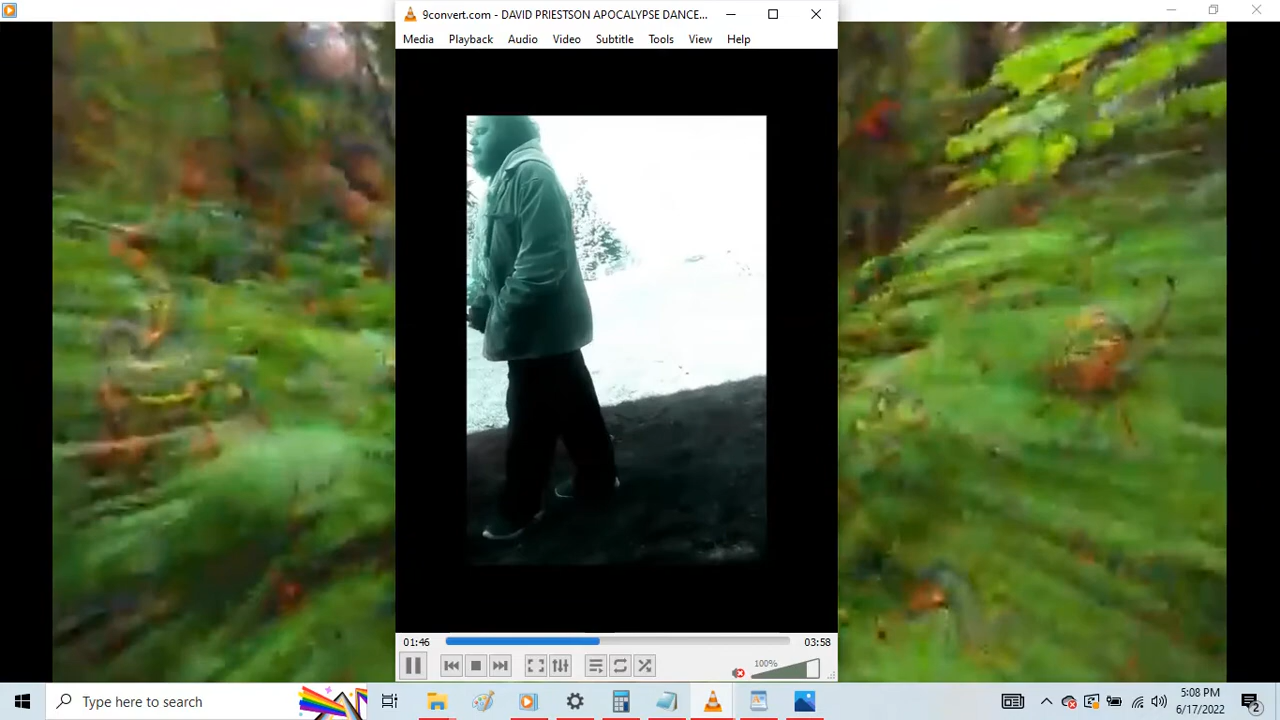 9convert.com - DAVID PRIESTSON APOCALYPSE DANCE...
Media Playback Audio Video Subtitle Tools View Help
01:46 03:58
100%
Type here to search
5:08 PM
6/17/2022
2